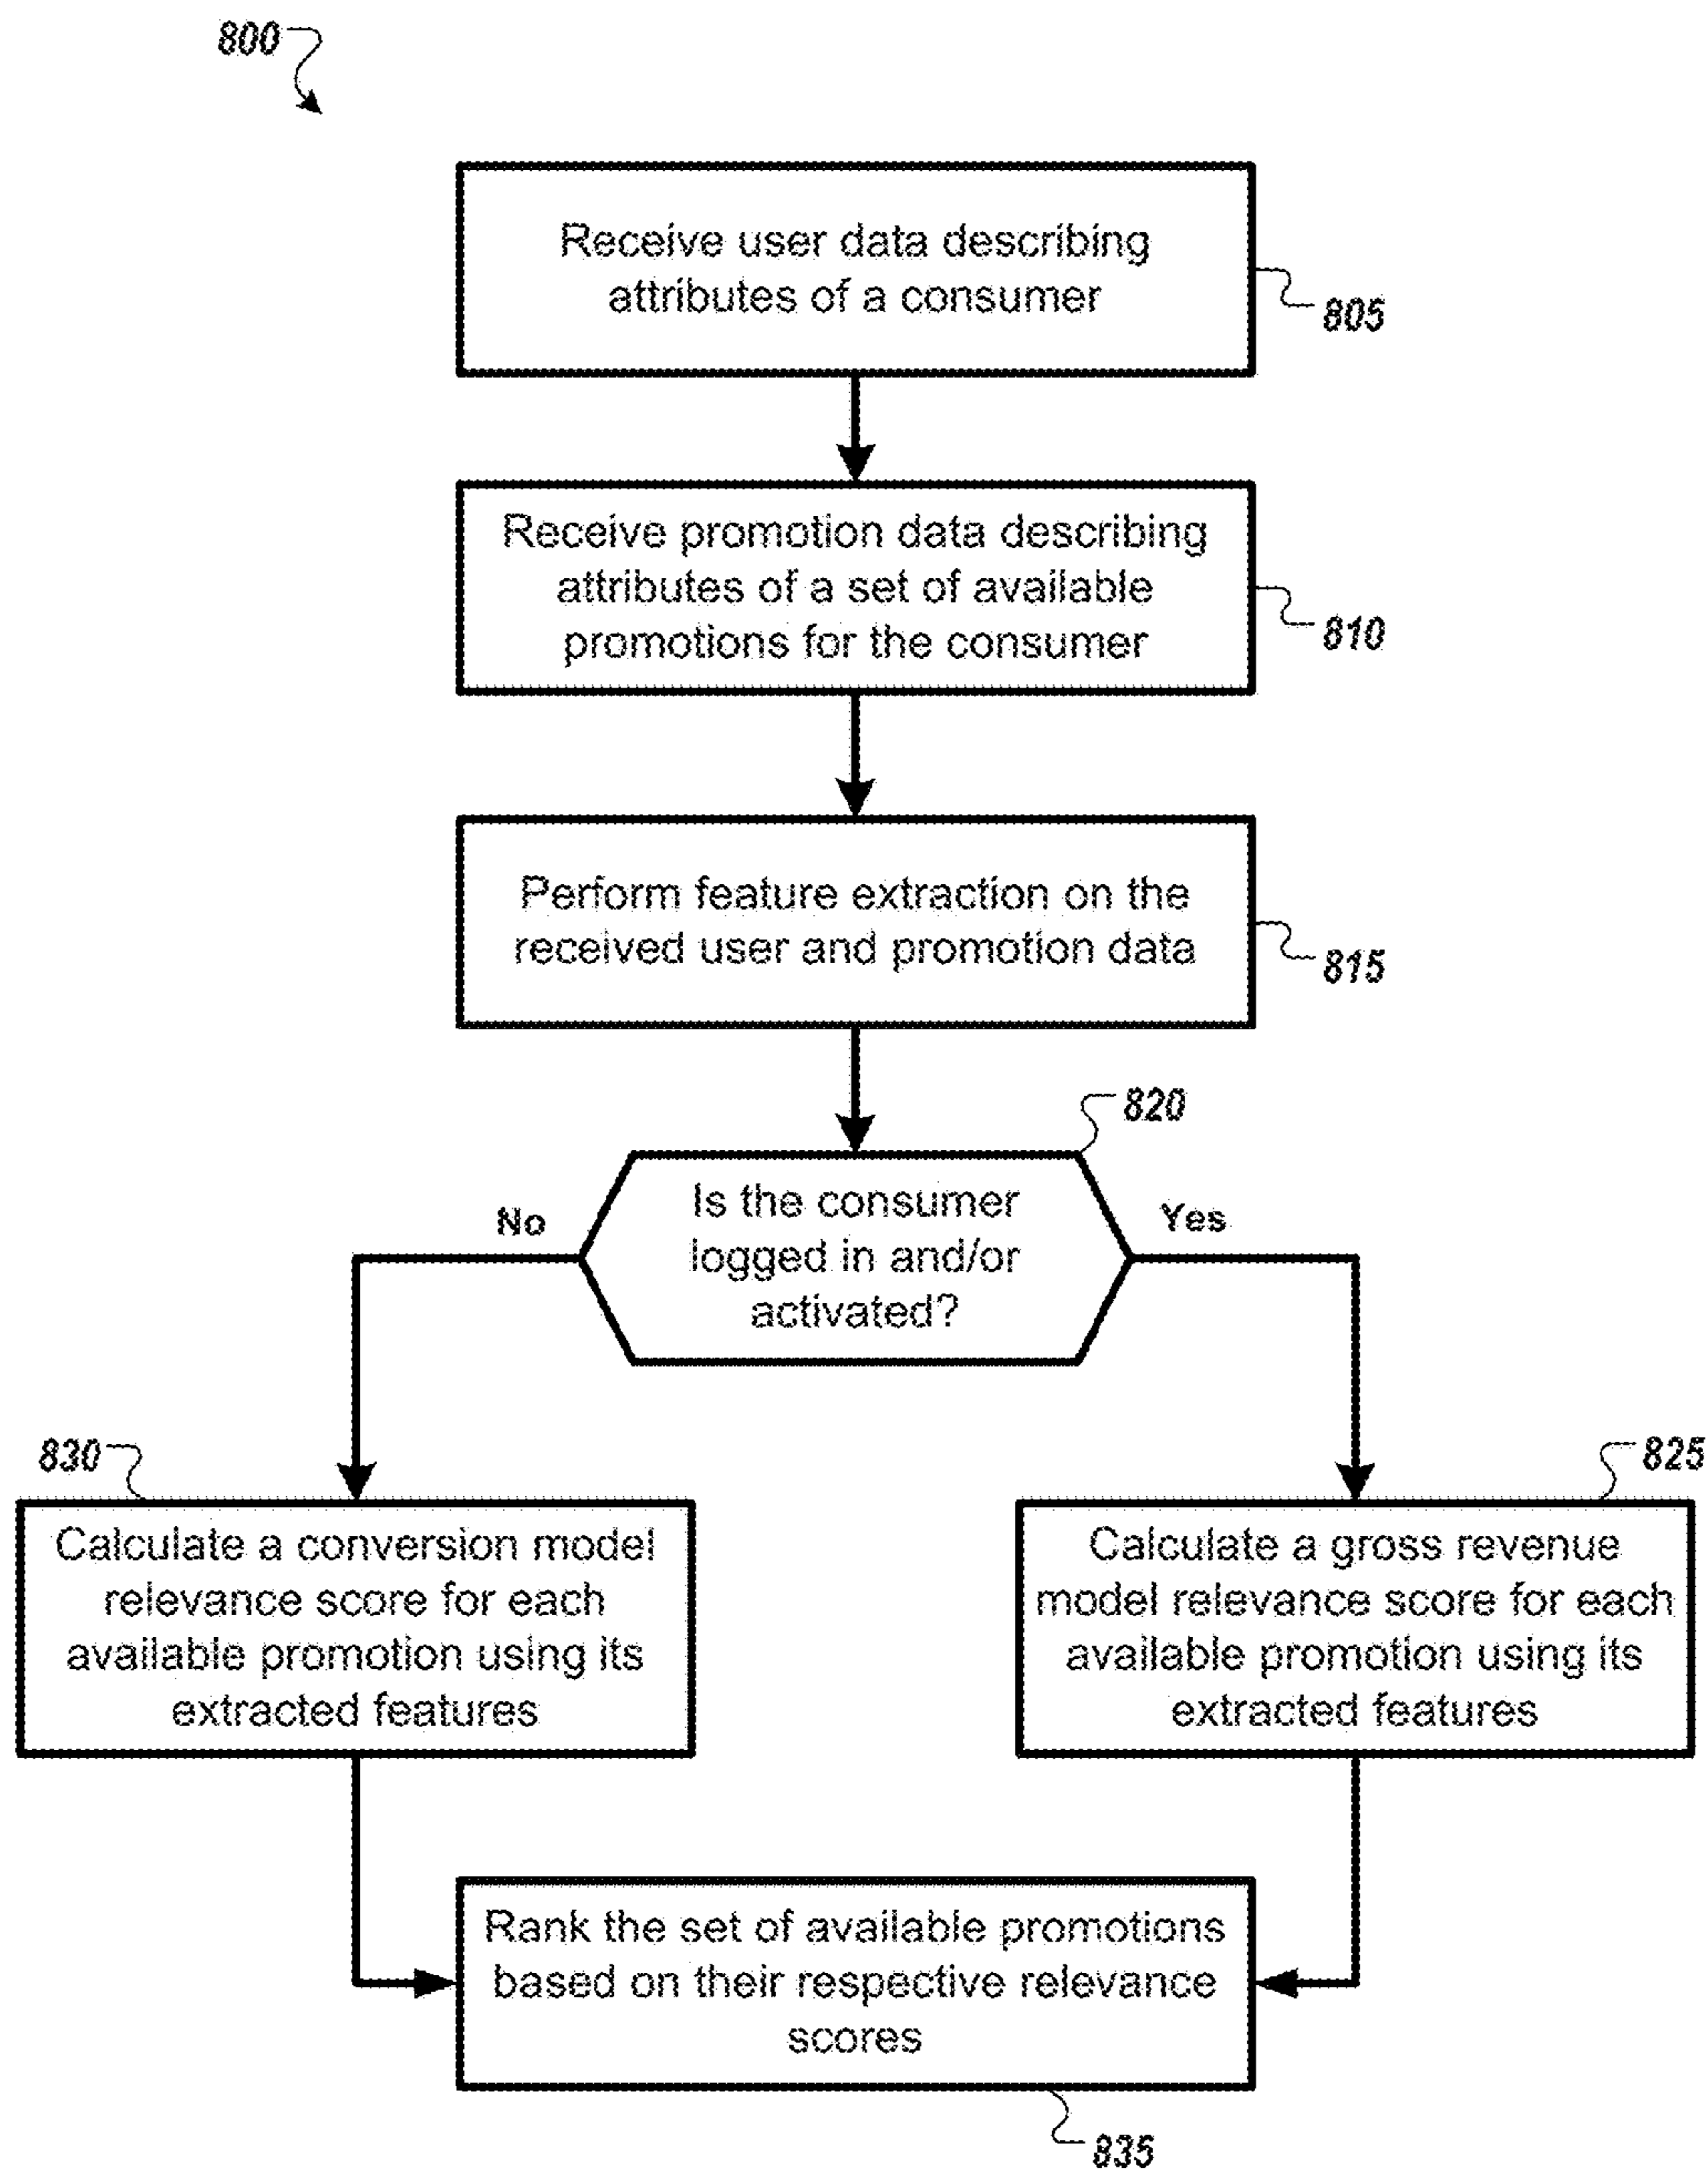 800
Receive user data describing
attributes of a consumer
805
Receive promotion data describing
attributes of a set of available
promotions for the consumer
810
Perform feature extraction on the
received user and promotion data
815
820
Is the consumer
logged in and/or
activated?
No
Yes
830
825
Calculate a conversion model
relevance score for each
available promotion using its
extracted features
Calculate a gross revenue
model relevance score for each
available promotion using its
extracted features
Rank the set of available promotions
based on their respective relevance
scores
835